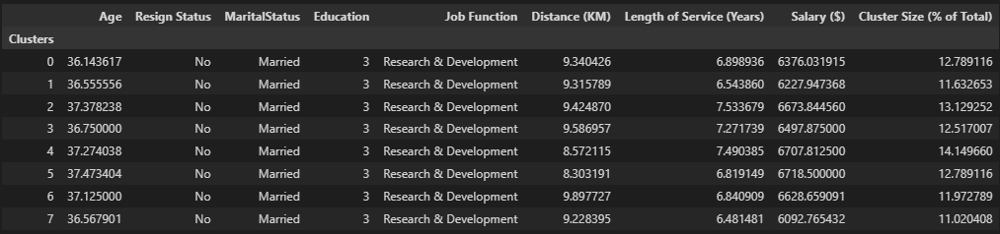 Age Resign Status MaritalStatus Education Job Function Distance (KM) Length of Service (Years) Salary ($) Cluster Size (% of Total)
Clusters
0 36.143617 No Married 3 Research & Development 9.340426 6.898936 6376.031915 12.789116
1 36.555556 No Married 3 Research & Development 9.315789 6.543860 6227.947368 11.632653
2 37.378238 No Married 3 Research & Development 9.424870 7.533679 6673.844560 13.129252
3 36.750000 No Married 3 Research & Development 9.586957 7.271739 6497.875000 12.517007
4 37.274038 No Married 3 Research & Development 8.572115 7.490385 6707.812500 14.149660
5 37.473404 No Married 3 Research & Development 8.303191 6.819149 6718.500000 12.789116
6 37.125000 No Married 3 Research & Development 9.897727 6.840909 6628.659091 11.972789
7 36.567901 No Married 3 Research & Development 9.228395 6.481481 6092.765432 11.020408